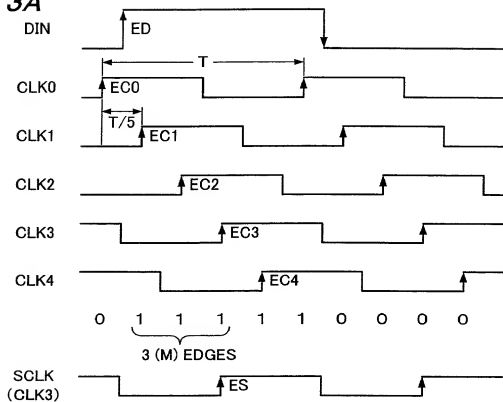 3A
DIN
ED
T
CLK0
EC0
T/5
CLK1
EC1
CLK2
EC2
CLK3
EC3
CLK4
EC4
0 1 1 1 1 1 0 0 0 0
3 (M) EDGES
SCLK
(CLK3)
ES